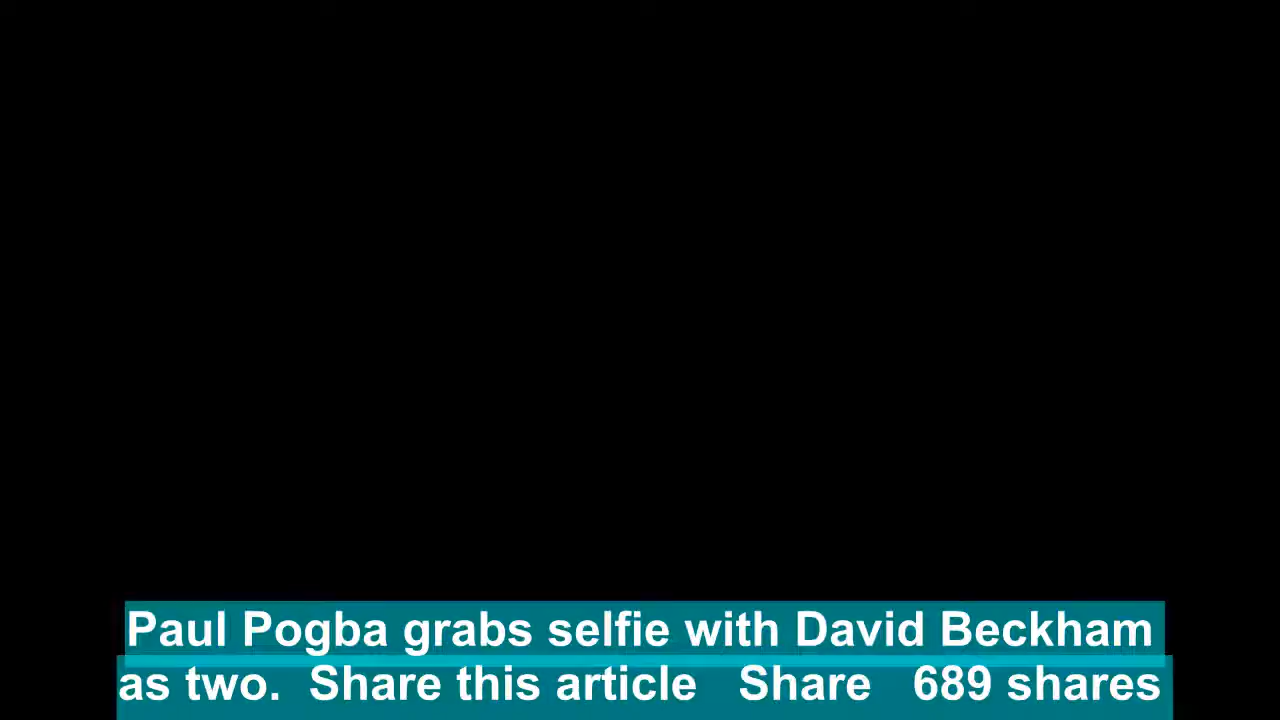 Paul Pogba grabs selfie with David Beckham
as two.  Share this article   Share   689 shares